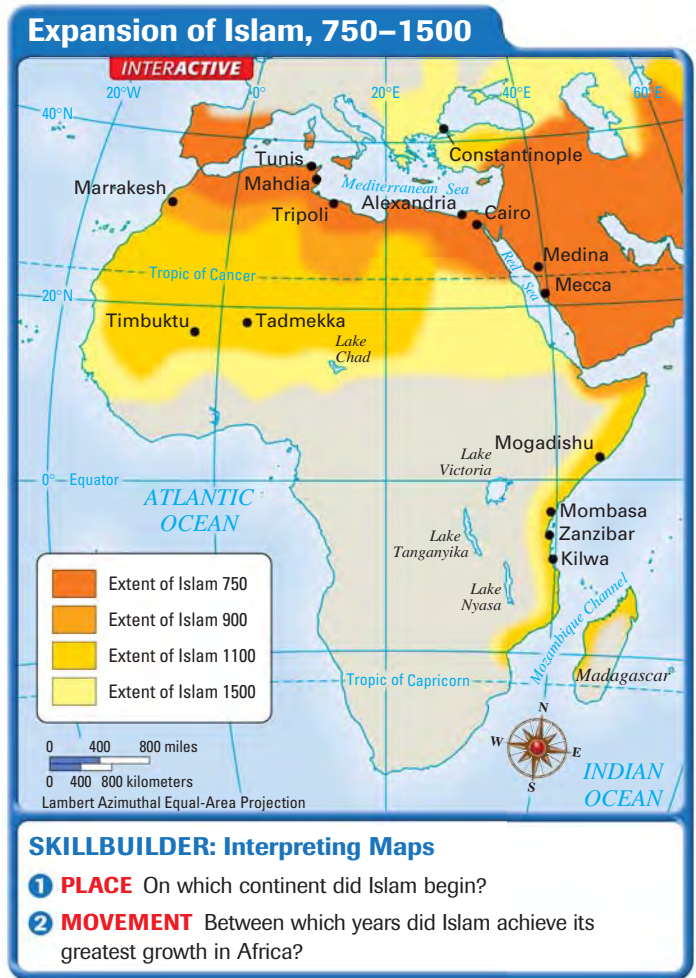 Expansion of Islam, 750–1500
INTERACTIVE
20°W
0°
20°E
40°E
60°E
40°N
Constantinople
Tunis
Mahdia
Mediterranean Sea
Marrakesh
Tripoli
Alexandria
Cairo
Medina
Red Sea
Mecca
Tropic of Cancer
20°N
Timbuktu
Tadmekka
Lake
Chad
Mogadishu
Lake
Victoria
0° Equator
ATLANTIC
OCEAN
Mombasa
Zanzibar
Kilwa
Lake
Tanganyika
Lake
Nyasa
Mozambique Channel
Madagascar
Tropic of Capricorn
Extent of Islam 750
Extent of Islam 900
Extent of Islam 1100
Extent of Islam 1500
N
W
E
S
INDIAN
OCEAN
0 400 800 miles
0 400 800 kilometers
Lambert Azimuthal Equal-Area Projection
SKILLBUILDER: Interpreting Maps
1 PLACE On which continent did Islam begin?
2 MOVEMENT Between which years did Islam achieve its
greatest growth in Africa?